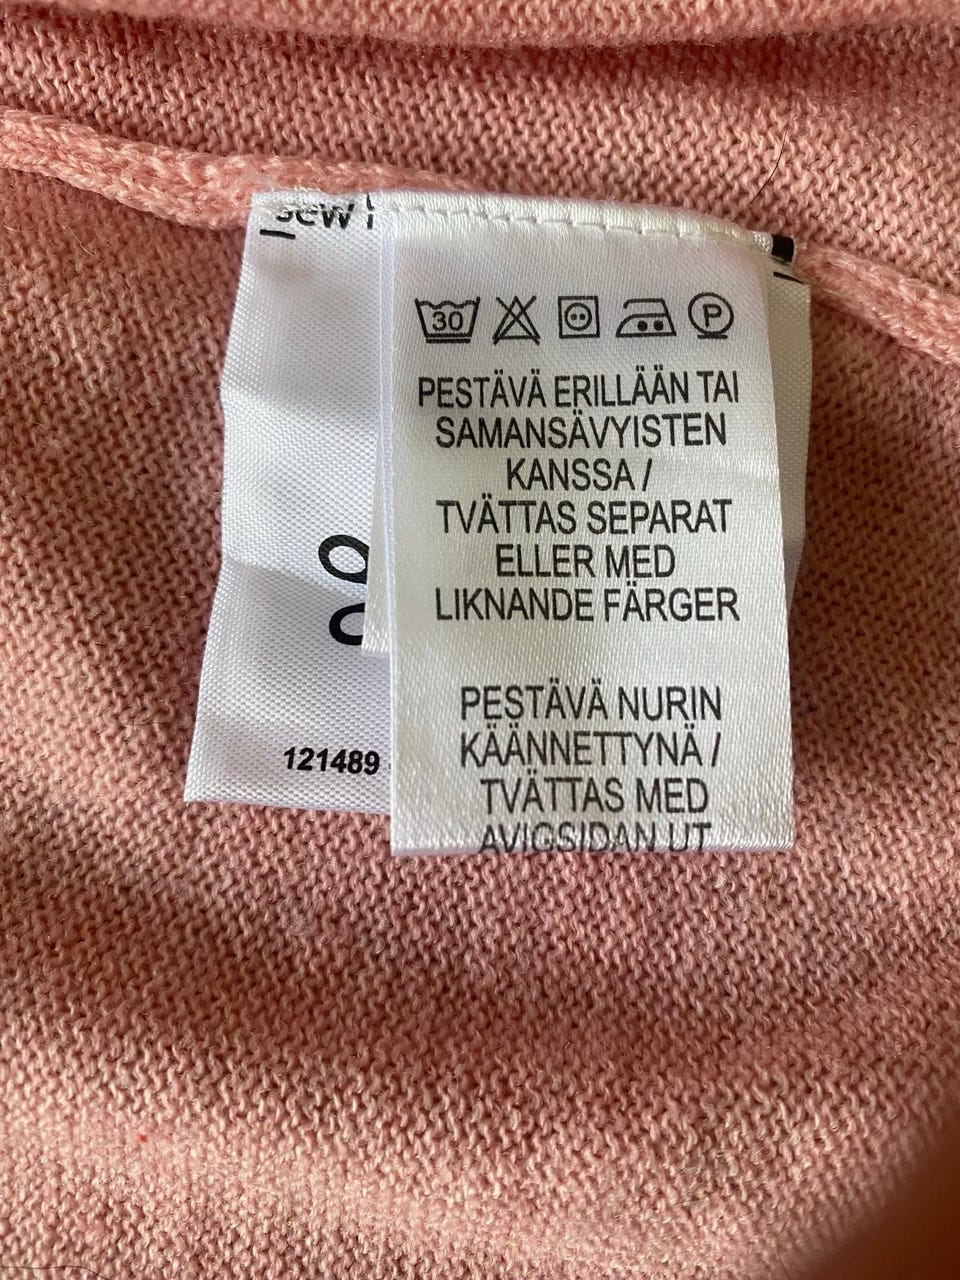 30 P
PESTÄVÄ ERILLÄÄN TAI
SAMANSÄVYISTEN
KANSSA /
TVÄTTAS SEPARAT
ELLER MED
LIKNANDE FÄRGER
PESTÄVÄ NURIN
KÄÄNNETTYNÄ /
TVÄTTAS MED
AVIGSIDAN UT
121489